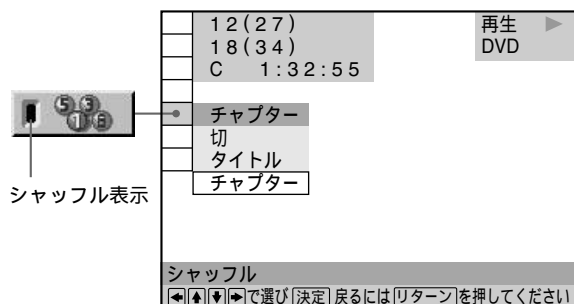 12(27)
18(34)
C 1:32:55
再生 ▶
DVD
⑤③
①⑥
シャッフル表示
チャプター
切
タイトル
チャプター
シャッフル
←↑↓→で選び 決定 戻るには リターン を押してください